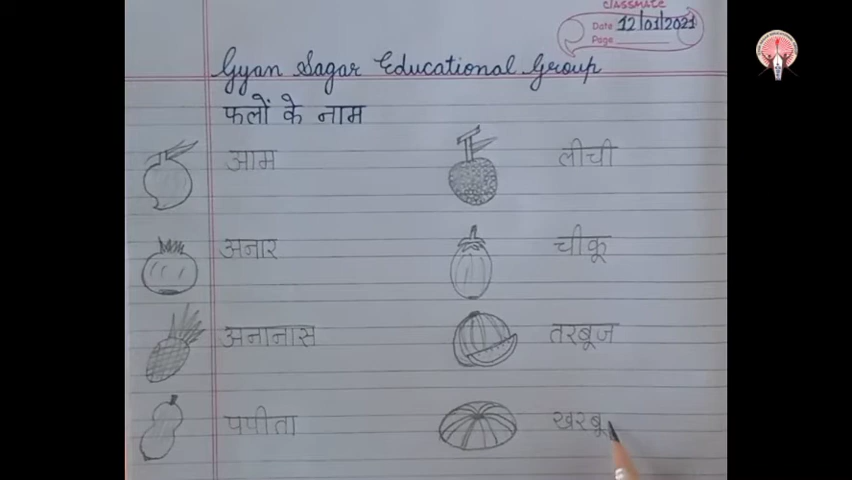 classmate
Date 12/01/2021
Page
Gyan Sagar Educational Group
फलों के नाम
आम लीची
अनार चीकू
अनानास तरबूज
पपीता खरबू